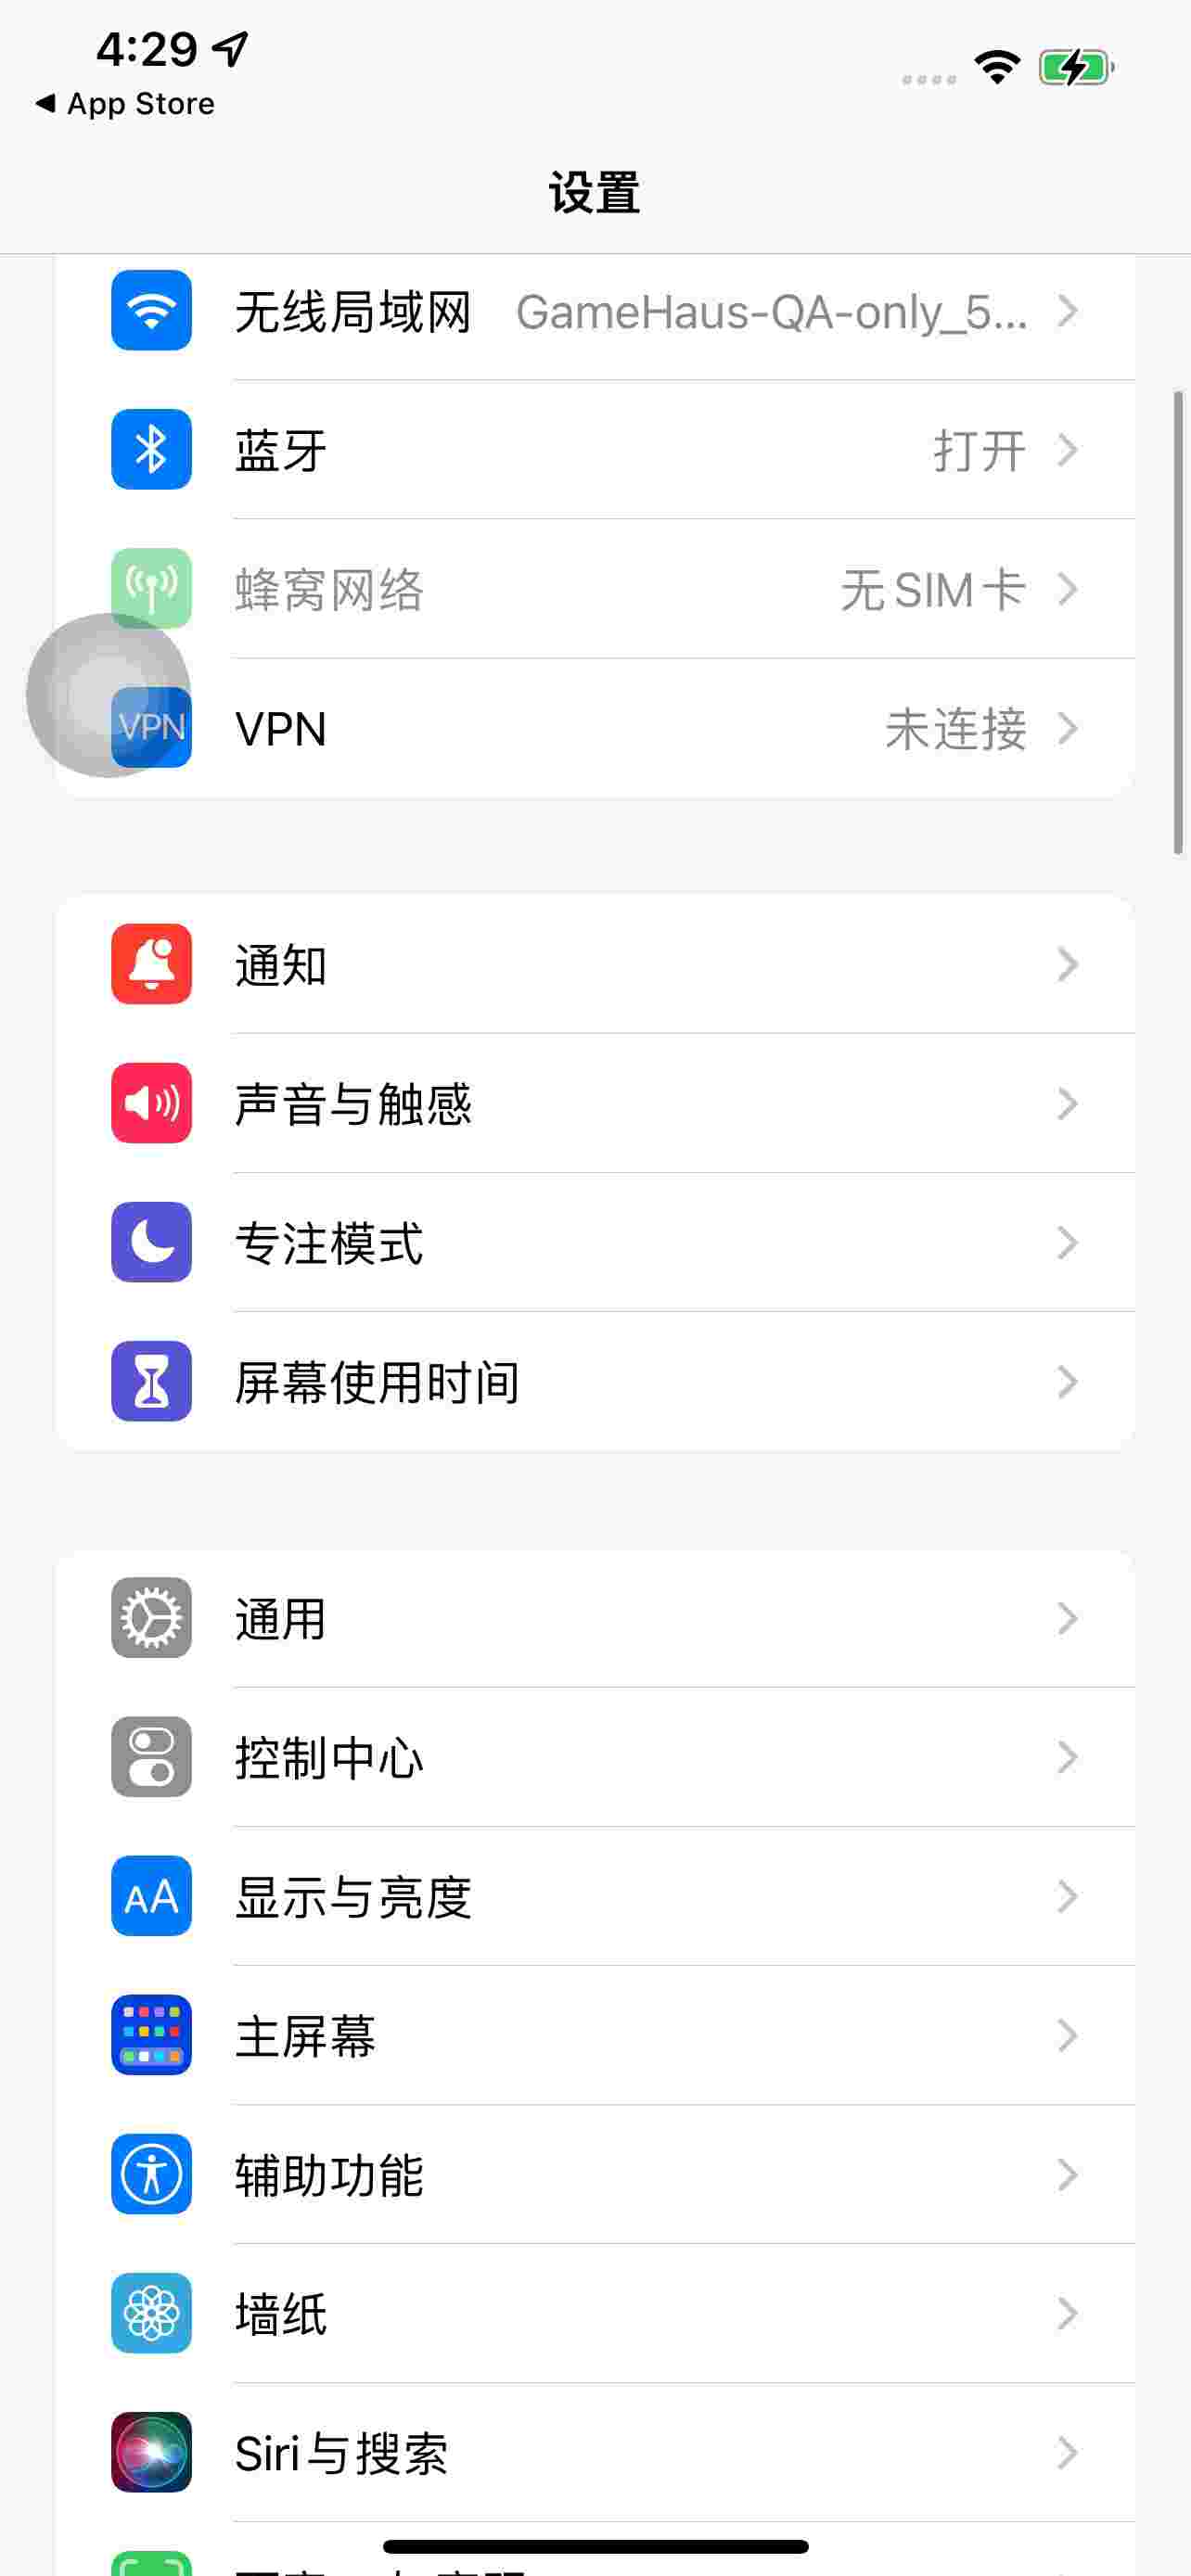 4:29
App Store
设置
无线局域网 GameHaus-QA-only_5...
蓝牙 打开
蜂窝网络 无SIM卡
VPN VPN 未连接
通知
声音与触感
专注模式
屏幕使用时间
通用
控制中心
AA 显示与亮度
主屏幕
辅助功能
墙纸
Siri与搜索